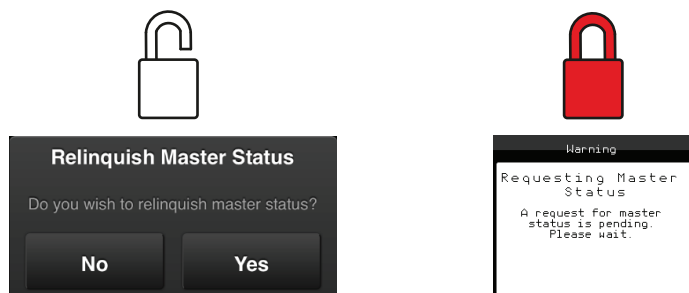 Relinquish Master Status
Do you wish to relinquish master status?
No Yes
Warning
Requesting Master
Status
A request for master
status is pending.
Please wait.